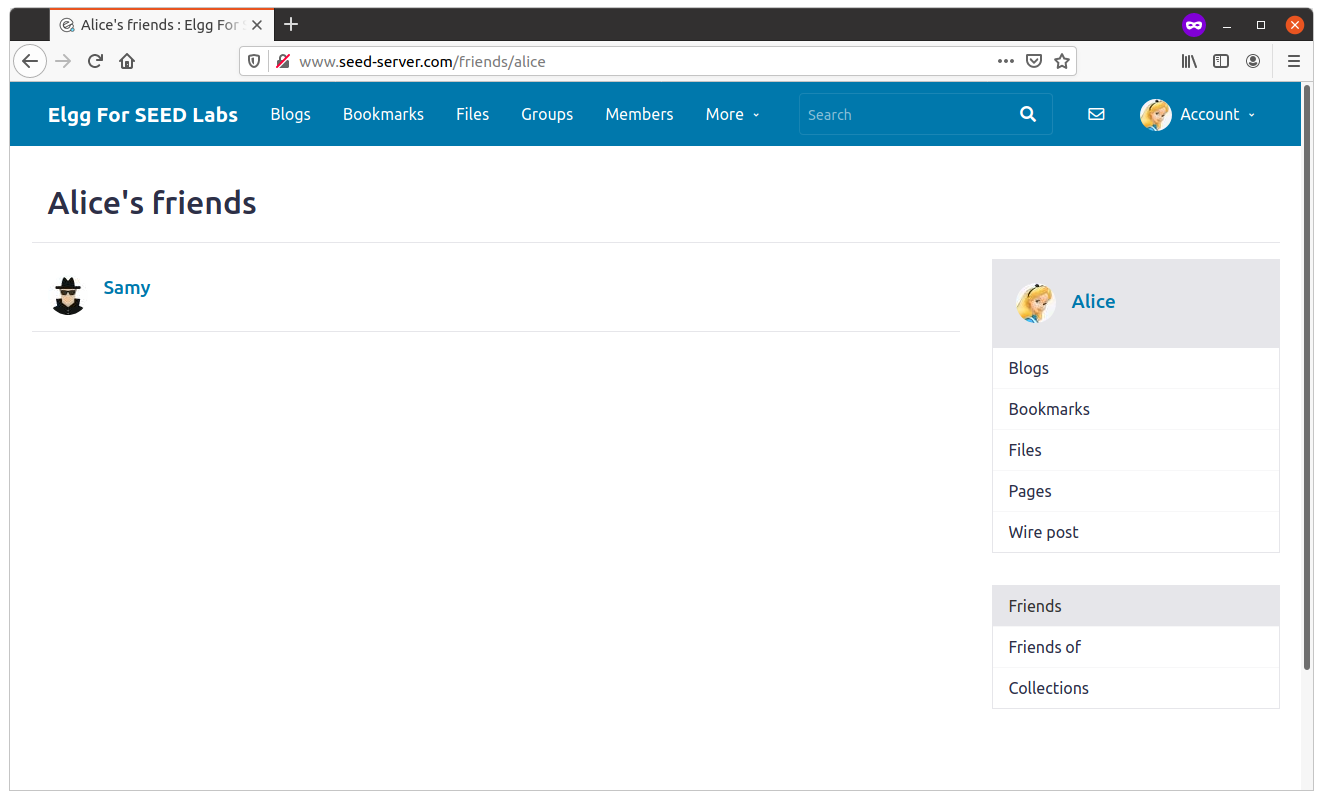 Alice's friends : Elgg For S
www.seed-server.com/friends/alice
Elgg For SEED Labs Blogs Bookmarks Files Groups Members More Search Account
Alice's friends
Samy
Alice
Blogs
Bookmarks
Files
Pages
Wire post
Friends
Friends of
Collections